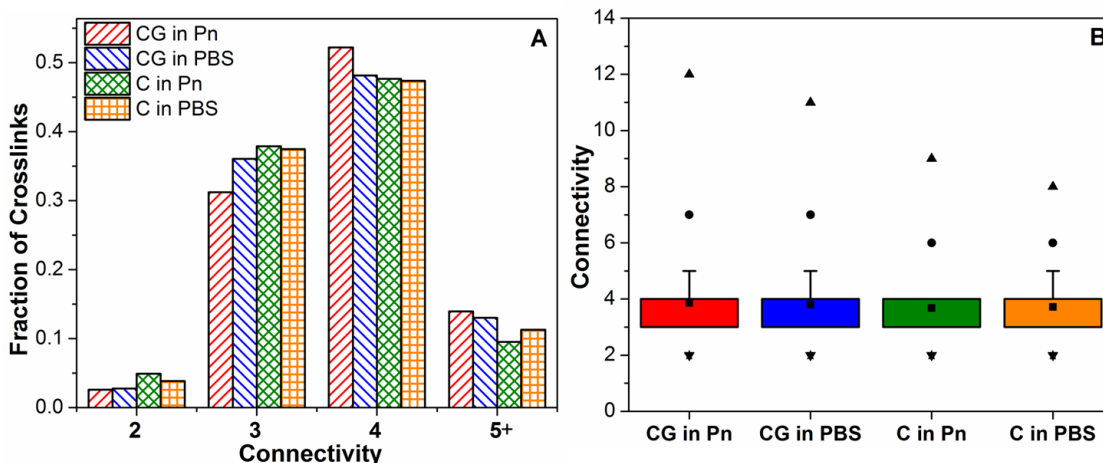 A
CG in Pn
CG in PBS
C in Pn
C in PBS
Fraction of Crosslinks
0.5
0.4
0.3
0.2
0.1
0.0
2 3 4 5+
Connectivity
B
Connectivity
14
12
10
8
6
4
2
0
CG in Pn CG in PBS C in Pn C in PBS